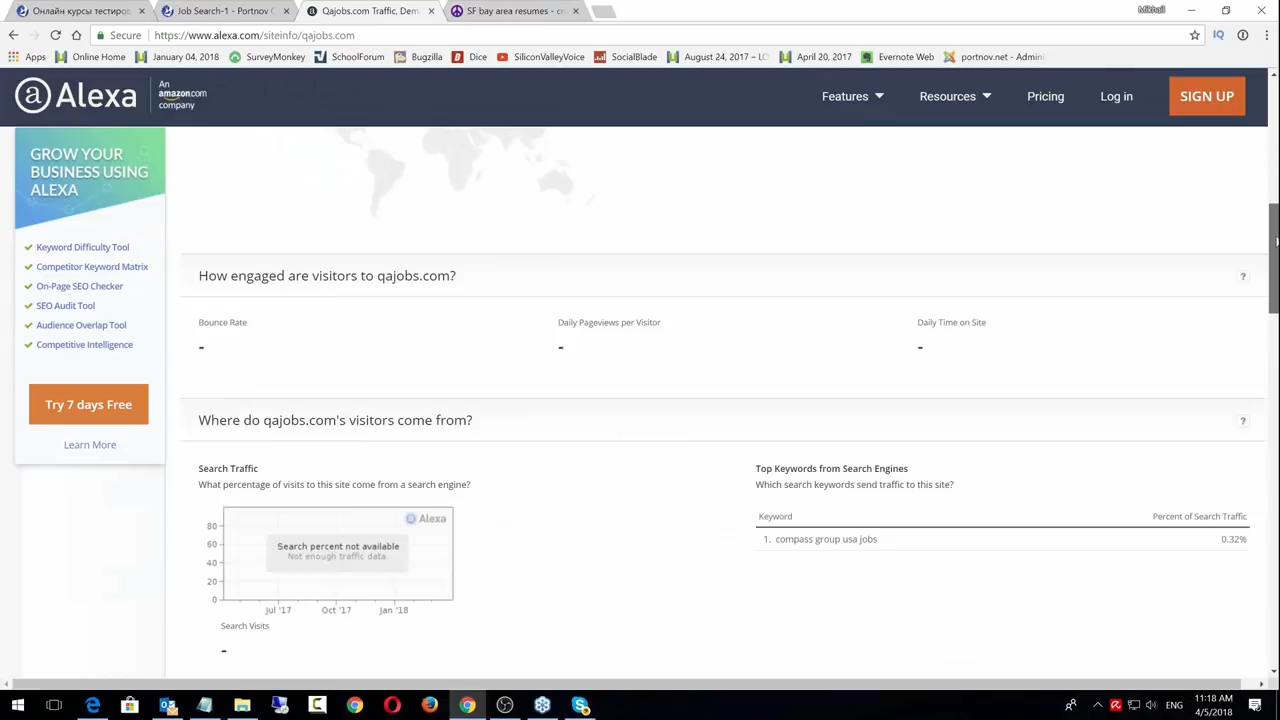 Онлайн курсы тестиров
Job Search-1 - Portnov C
Qajobs.com Traffic, Dem
SF bay area resumes - cr
Mikhail
Secure
https://www.alexa.com/siteinfo/qajobs.com
Apps
Online Home
January 04, 2018
SurveyMonkey
SchoolForum
Bugzilla
Dice
SiliconValleyVoice
SocialBlade
August 24, 2017 – LO
April 20, 2017
Evernote Web
portnov.net - Admini
Alexa
An
amazon.com
company
Features
Resources
Pricing
Log in
SIGN UP
GROW YOUR
BUSINESS USING
ALEXA
Keyword Difficulty Tool
Competitor Keyword Matrix
On-Page SEO Checker
SEO Audit Tool
Audience Overlap Tool
Competitive Intelligence
Try 7 days Free
Learn More
How engaged are visitors to qajobs.com?
?
Bounce Rate
Daily Pageviews per Visitor
Daily Time on Site
-
-
-
Where do qajobs.com's visitors come from?
?
Search Traffic
What percentage of visits to this site come from a search engine?
Alexa
80
60
40
20
0
Search percent not available
Not enough traffic data
Jul '17
Oct '17
Jan '18
Search Visits
-
Top Keywords from Search Engines
Which search keywords send traffic to this site?
Keyword
Percent of Search Traffic
1. compass group usa jobs
0.32%
ENG
11:18 AM
4/5/2018